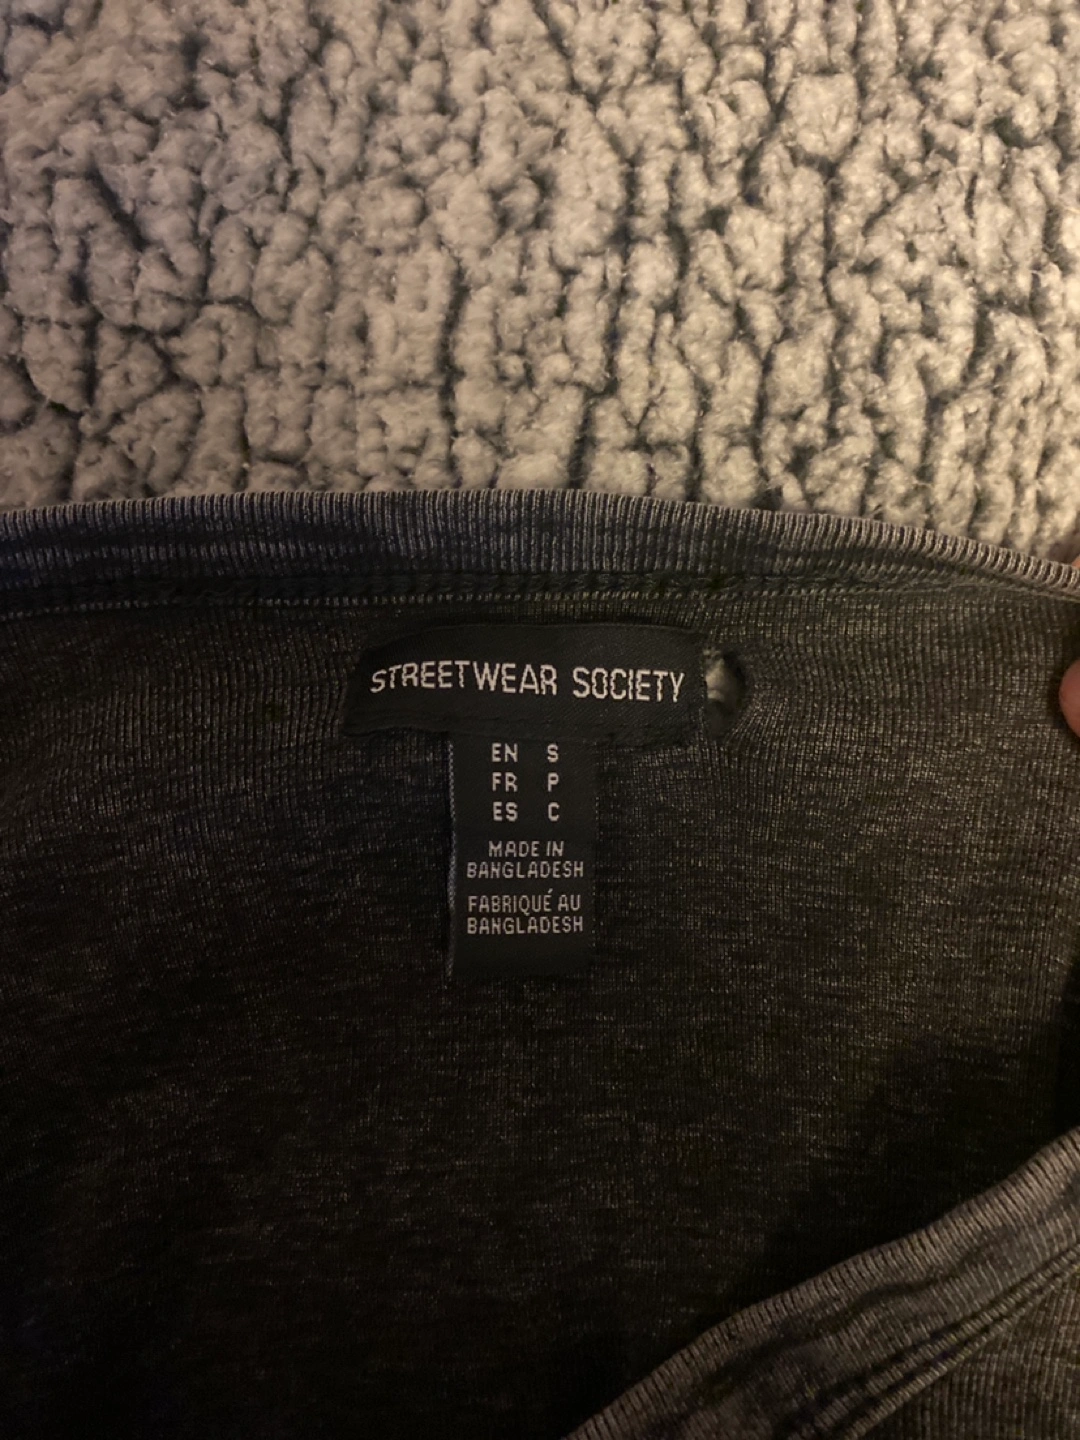 STREETWEAR SOCIETY
EN S
FR P
ES C
MADE IN
BANGLADESH
FABRIQUÉ AU
BANGLADESH